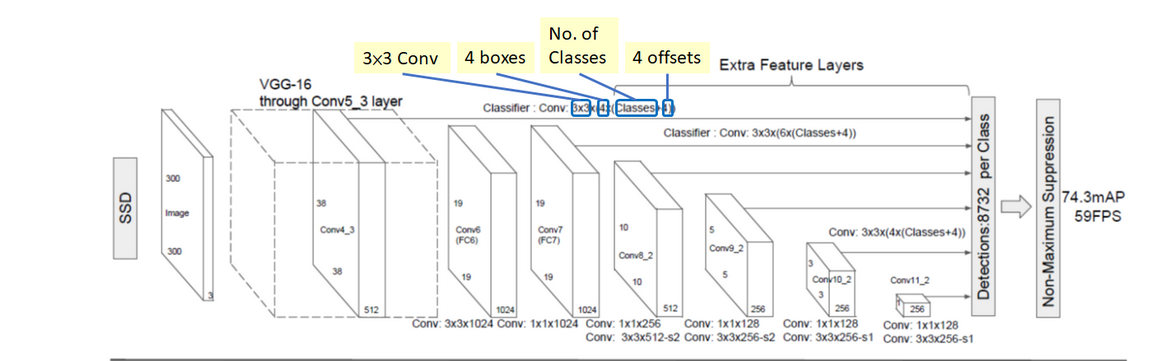 No. of
Classes
3x3 Conv
4 boxes
4 offsets
Extra Feature Layers
VGG-16
through Conv5_3 layer
Classifier : Conv: 3x3x(4x(Classes+4))
Classifier : Conv: 3x3x(6x(Classes+4))
SSD
300
Image
300
3
38
Conv4_3
38
512
19
Conv6
(FC6)
19
1024
19
Conv7
(FC7)
19
1024
10
Conv8_2
10
512
5
Conv9_2
5
256
Conv: 3x3x(4x(Classes+4))
3
Conv10_2
3
256
Conv11_2
1
256
Detections:8732 per Class
Non-Maximum Suppression
74.3mAP
59FPS
Conv: 3x3x1024
Conv: 1x1x1024
Conv: 1x1x256
Conv: 3x3x512-s2
Conv: 1x1x128
Conv: 3x3x256-s2
Conv: 1x1x128
Conv: 3x3x256-s1
Conv: 1x1x128
Conv: 3x3x256-s1